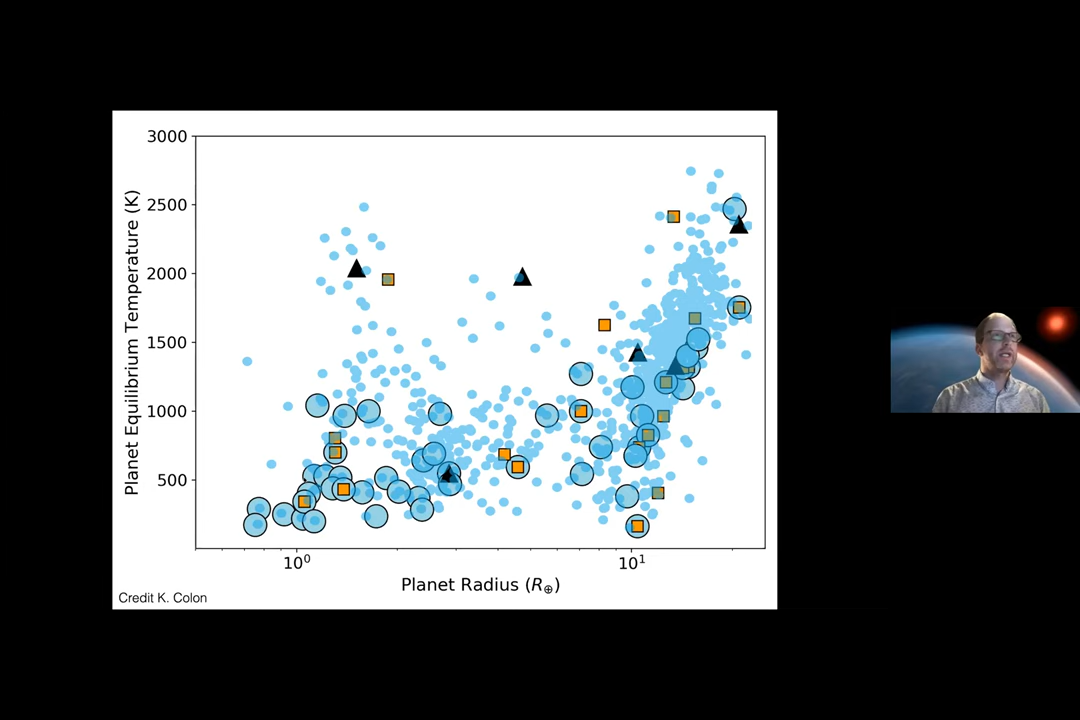 3000
2500
2000
1500
1000
500
Planet Equilibrium Temperature (K)
10⁰
10¹
Planet Radius (R⊕)
Credit K. Colon